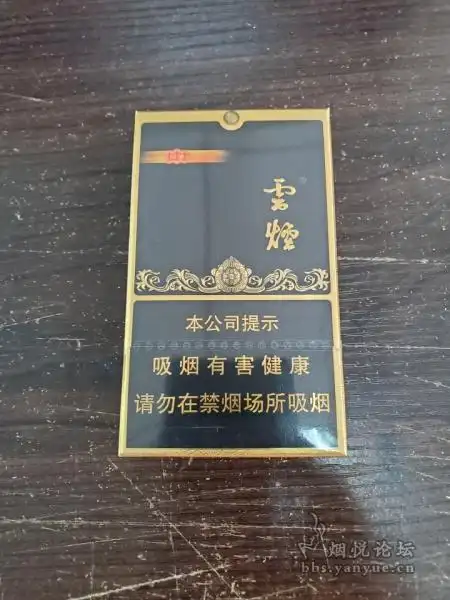 雲
煙
本公司提示
吸烟有害健康
请勿在禁烟场所吸烟
烟悦论坛
bbs.yanyue.cn